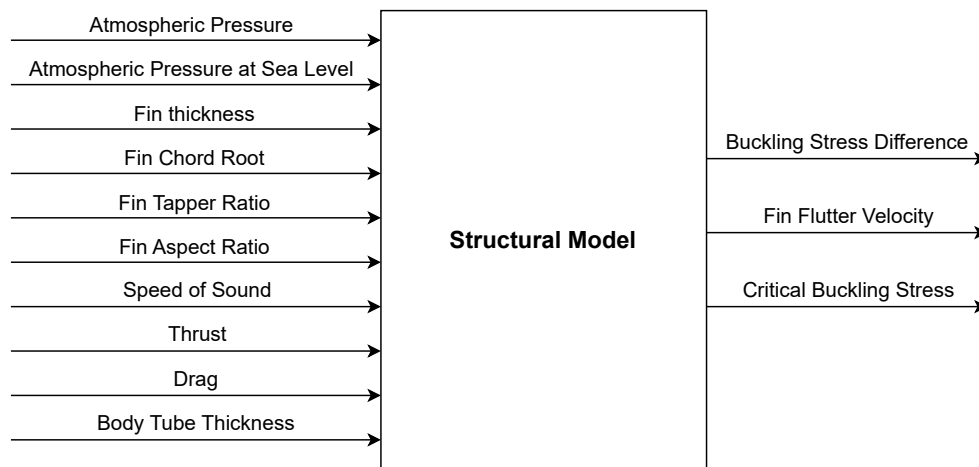 Atmospheric Pressure
Atmospheric Pressure at Sea Level
Fin thickness
Fin Chord Root
Fin Tapper Ratio
Fin Aspect Ratio
Speed of Sound
Thrust
Drag
Body Tube Thickness
Structural Model
Buckling Stress Difference
Fin Flutter Velocity
Critical Buckling Stress